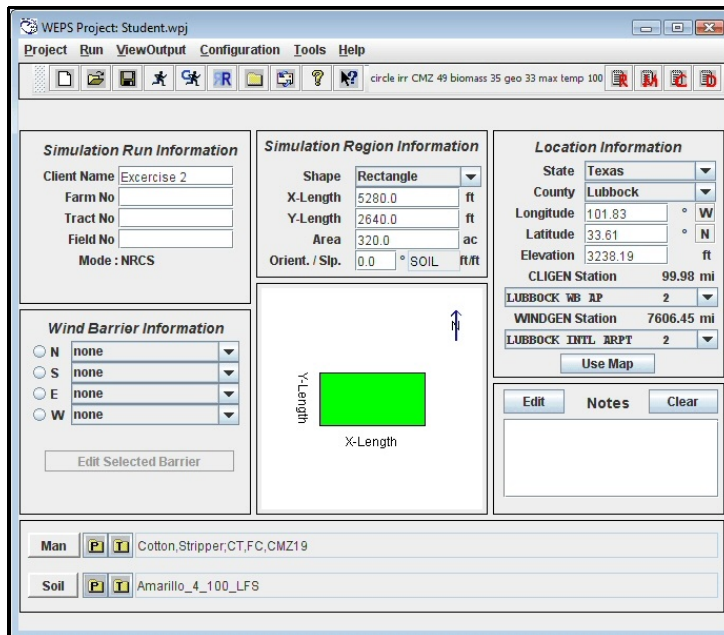 WEPS Project: Student.wpj
Project Run ViewOutput Configuration Tools Help
circle irr CMZ 49 biomass 35 geo 33 max temp 100
Simulation Run Information
Client Name Excercise 2
Farm No
Tract No
Field No
Mode : NRCS
Simulation Region Information
Shape Rectangle
X-Length 5280.0 ft
Y-Length 2640.0 ft
Area 320.0 ac
Orient. / Slp. 0.0 ° SOIL ft/ft
Location Information
State Texas
County Lubbock
Longitude 101.83 ° W
Latitude 33.61 ° N
Elevation 3238.19 ft
CLIGEN Station 99.98 mi
LUBBOCK WB AP 2
WINDGEN Station 7606.45 mi
LUBBOCK INTL ARPT 2
Use Map
Wind Barrier Information
N none
S none
E none
W none
Edit Selected Barrier
N
Y-Length
X-Length
Edit Notes Clear
Man P T Cotton,Stripper;CT,FC,CMZ19
Soil P T Amarillo_4_100_LFS